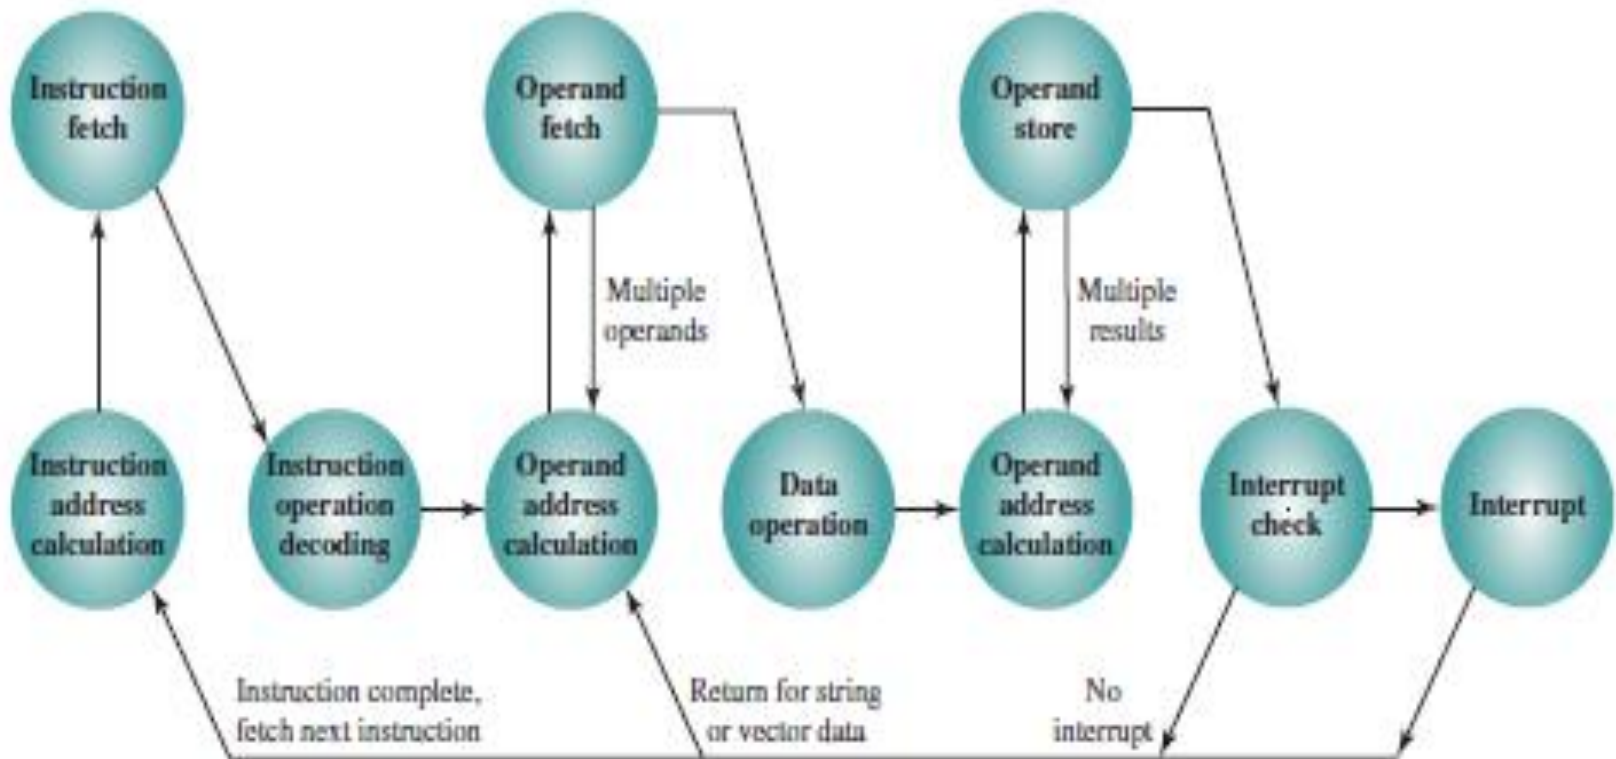 Instruction
fetch
Operand
fetch
Operand
store
Multiple
operands
Multiple
results
Instruction
address
calculation
Instruction
operation
decoding
Operand
address
calculation
Data
operation
Operand
address
calculation
Interrupt
check
Interrupt
Instruction complete,
fetch next instruction
Return for string
or vector data
No
interrupt